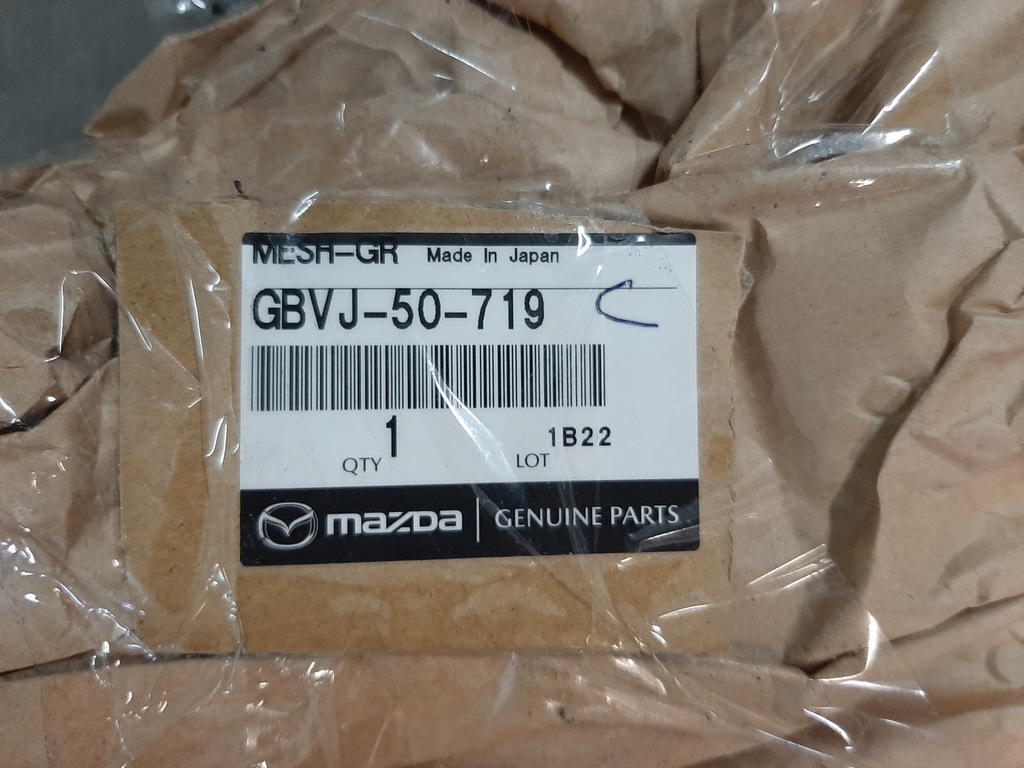 MESH-GR Made In Japan
GBVJ-50-719 C
1 1B22
QTY LOT
mazda GENUINE PARTS